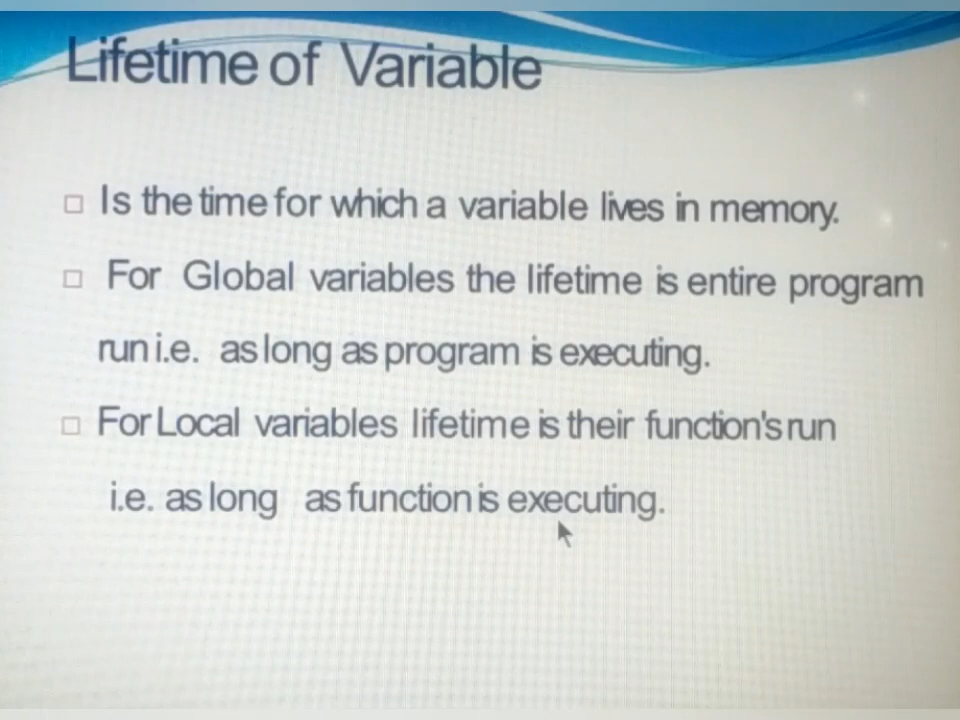 Lifetime of Variable
Is the time for which a variable lives in memory.
For Global variables the lifetime is entire program
run i.e. as long as program is executing.
For Local variables lifetime is their function's run
i.e. as long as function is executing.